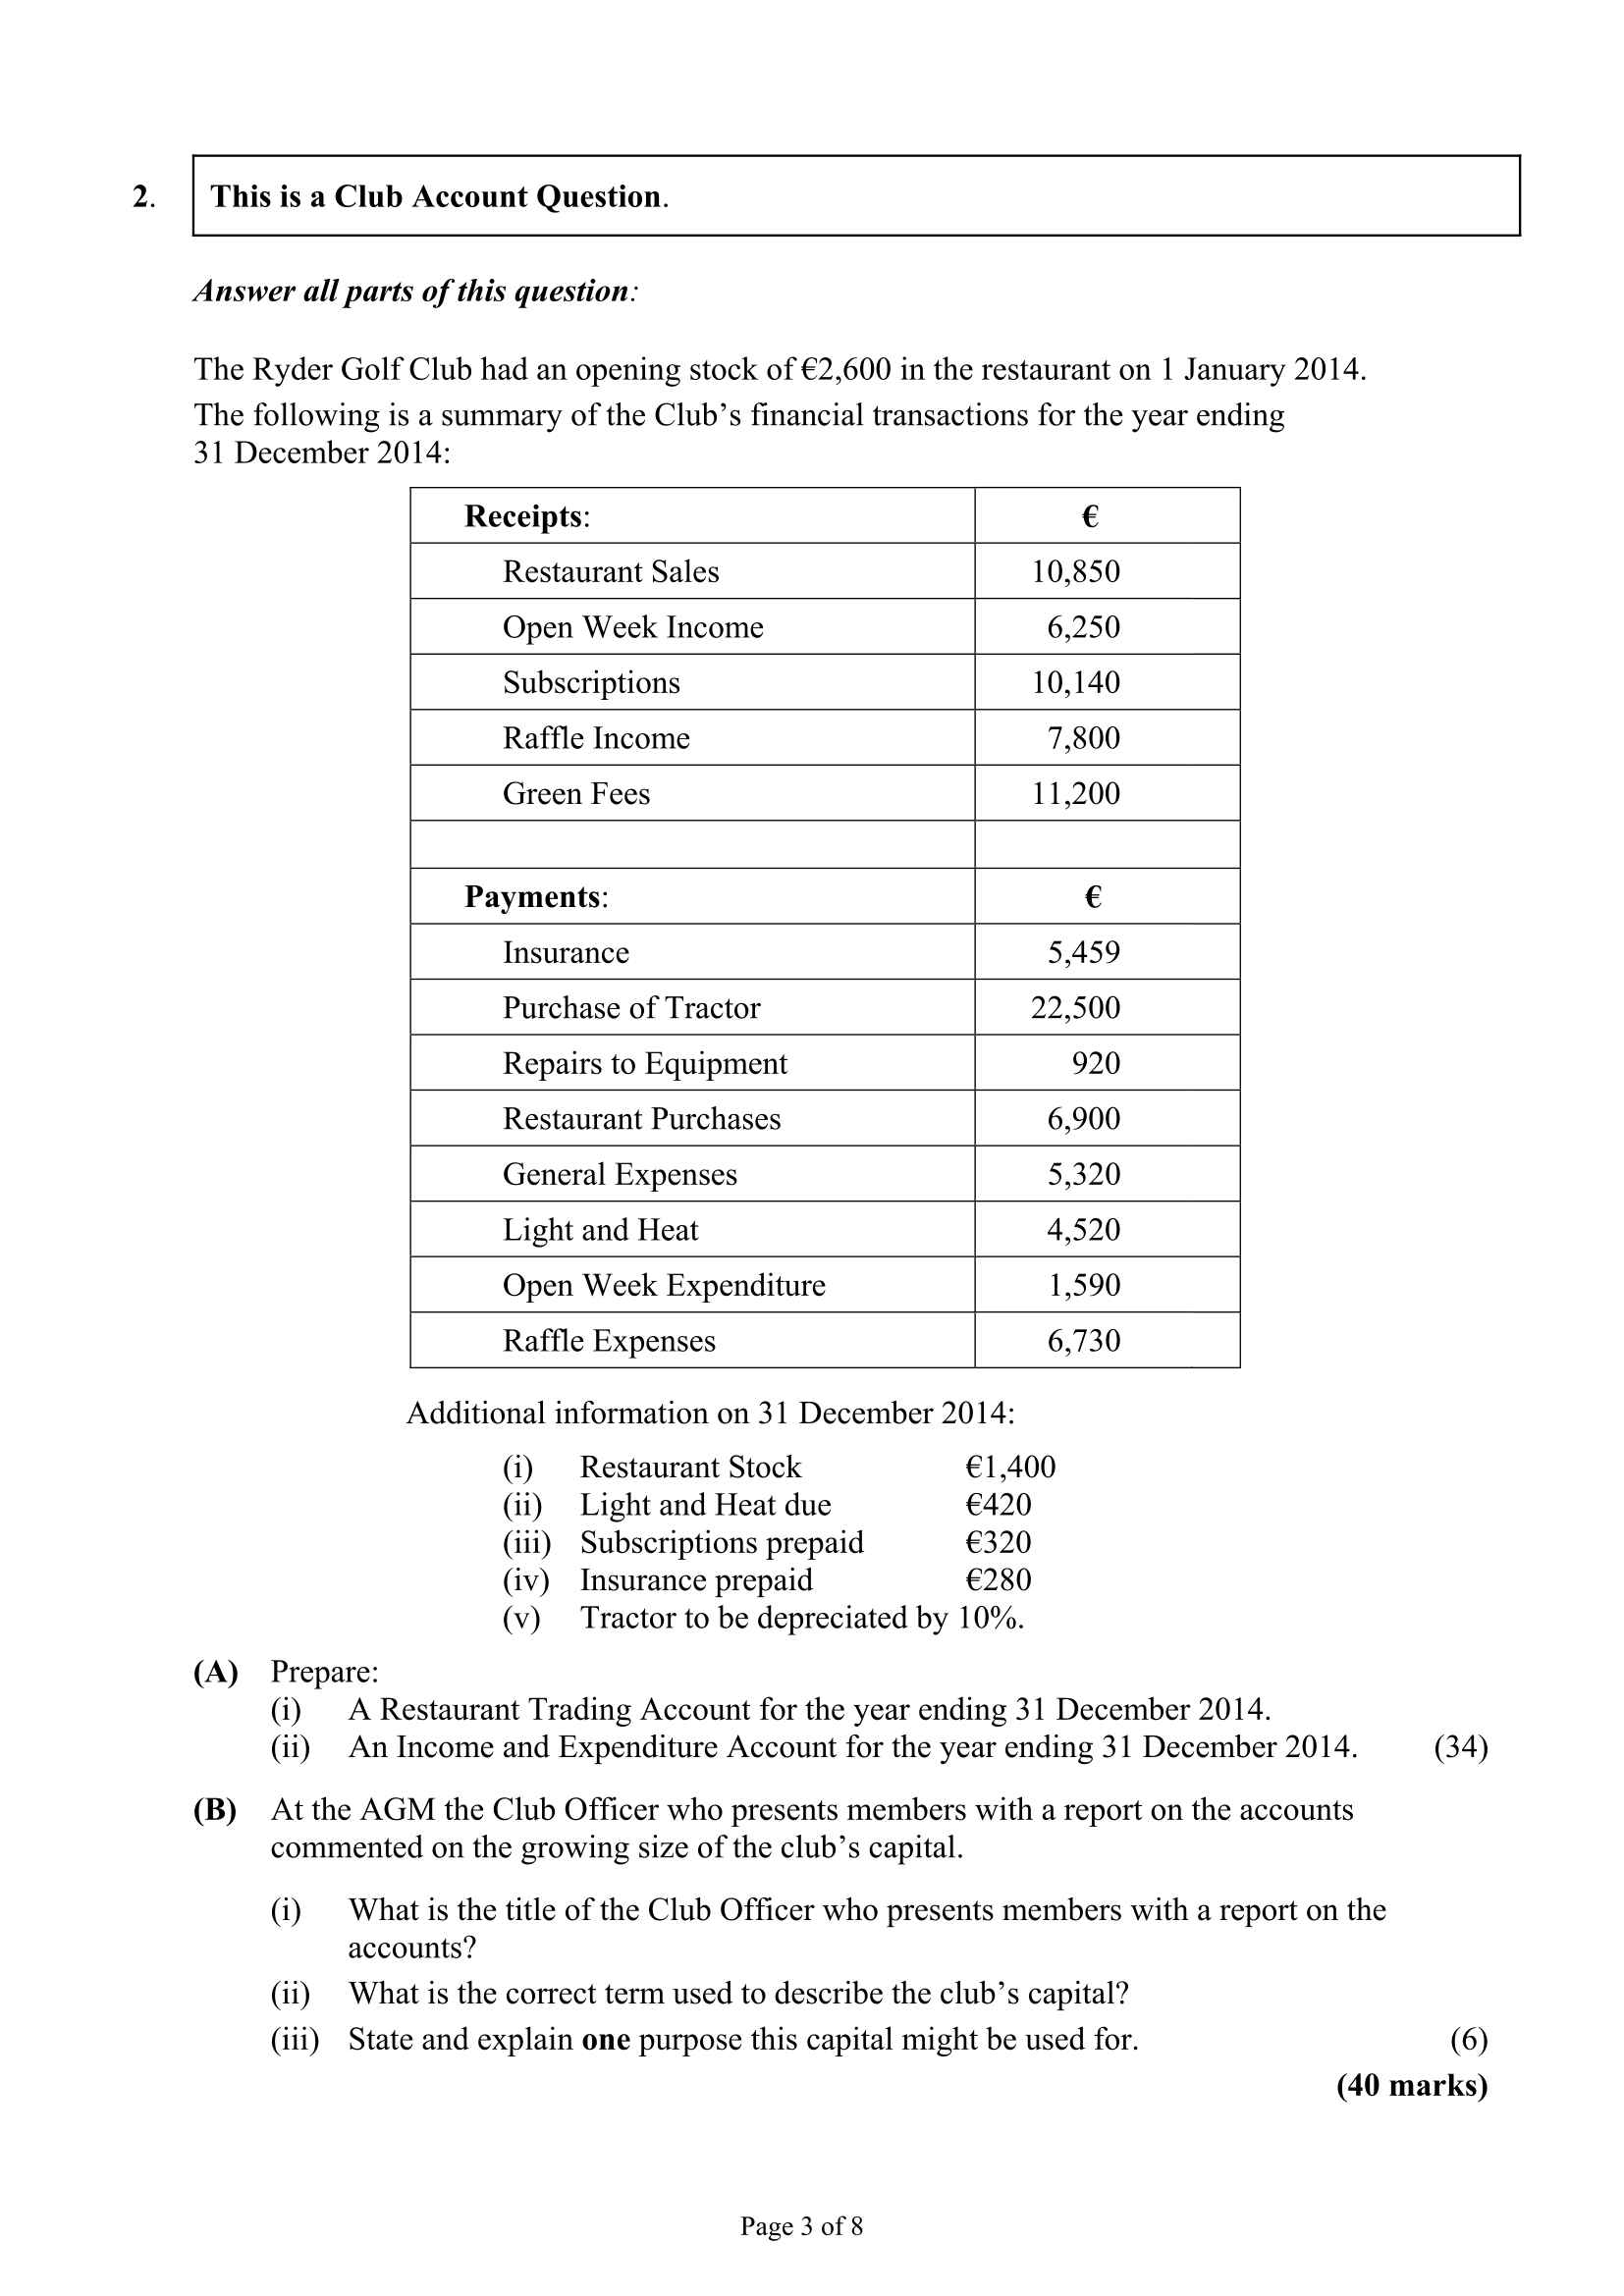 2. This is a Club Account Question.
Answer all parts of this question:
The Ryder Golf Club had an opening stock of €2,600 in the restaurant on 1 January 2014.
The following is a summary of the Club’s financial transactions for the year ending
31 December 2014:
Receipts: €
Restaurant Sales 10,850
Open Week Income 6,250
Subscriptions 10,140
Raffle Income 7,800
Green Fees 11,200
Payments: €
Insurance 5,459
Purchase of Tractor 22,500
Repairs to Equipment 920
Restaurant Purchases 6,900
General Expenses 5,320
Light and Heat 4,520
Open Week Expenditure 1,590
Raffle Expenses 6,730
Additional information on 31 December 2014:
(i) Restaurant Stock €1,400
(ii) Light and Heat due €420
(iii) Subscriptions prepaid €320
(iv) Insurance prepaid €280
(v) Tractor to be depreciated by 10%.
(A) Prepare:
(i) A Restaurant Trading Account for the year ending 31 December 2014.
(ii) An Income and Expenditure Account for the year ending 31 December 2014. (34)
(B) At the AGM the Club Officer who presents members with a report on the accounts
commented on the growing size of the club’s capital.
(i) What is the title of the Club Officer who presents members with a report on the
accounts?
(ii) What is the correct term used to describe the club’s capital?
(iii) State and explain one purpose this capital might be used for. (6)
(40 marks)
Page 3 of 8